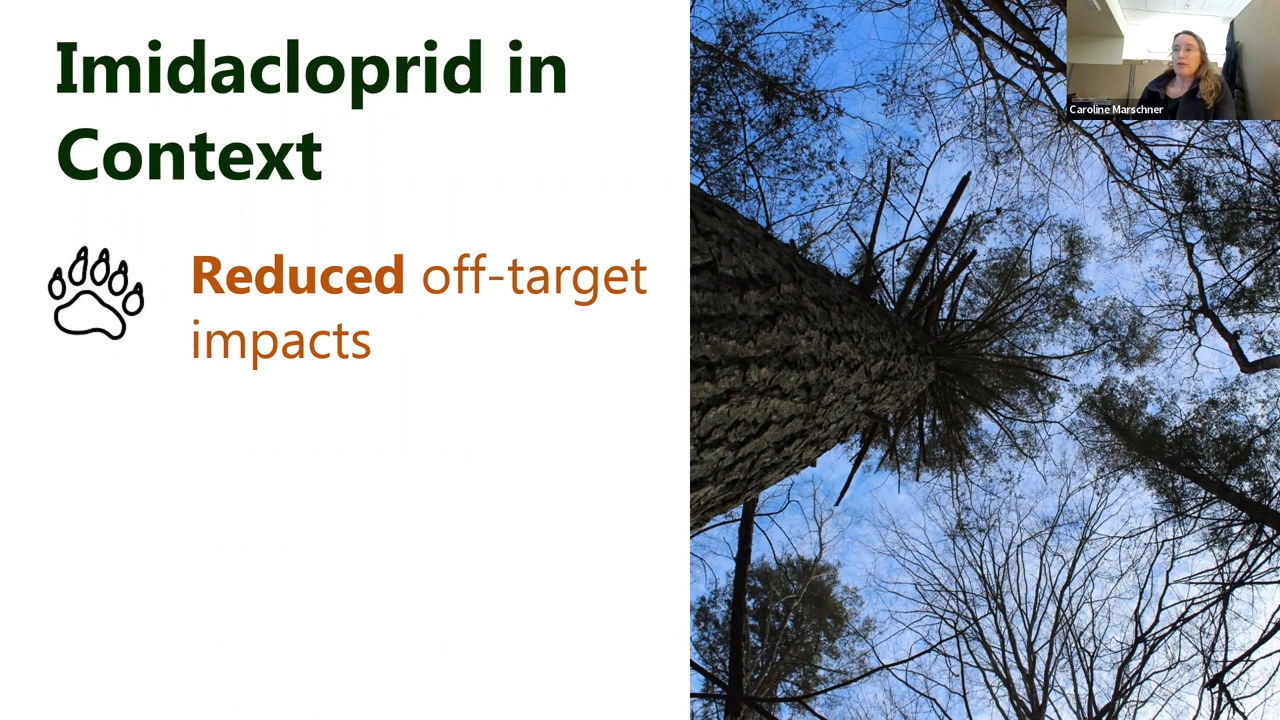 Imidacloprid in
Context
Reduced off-target
impacts
Caroline Marschner